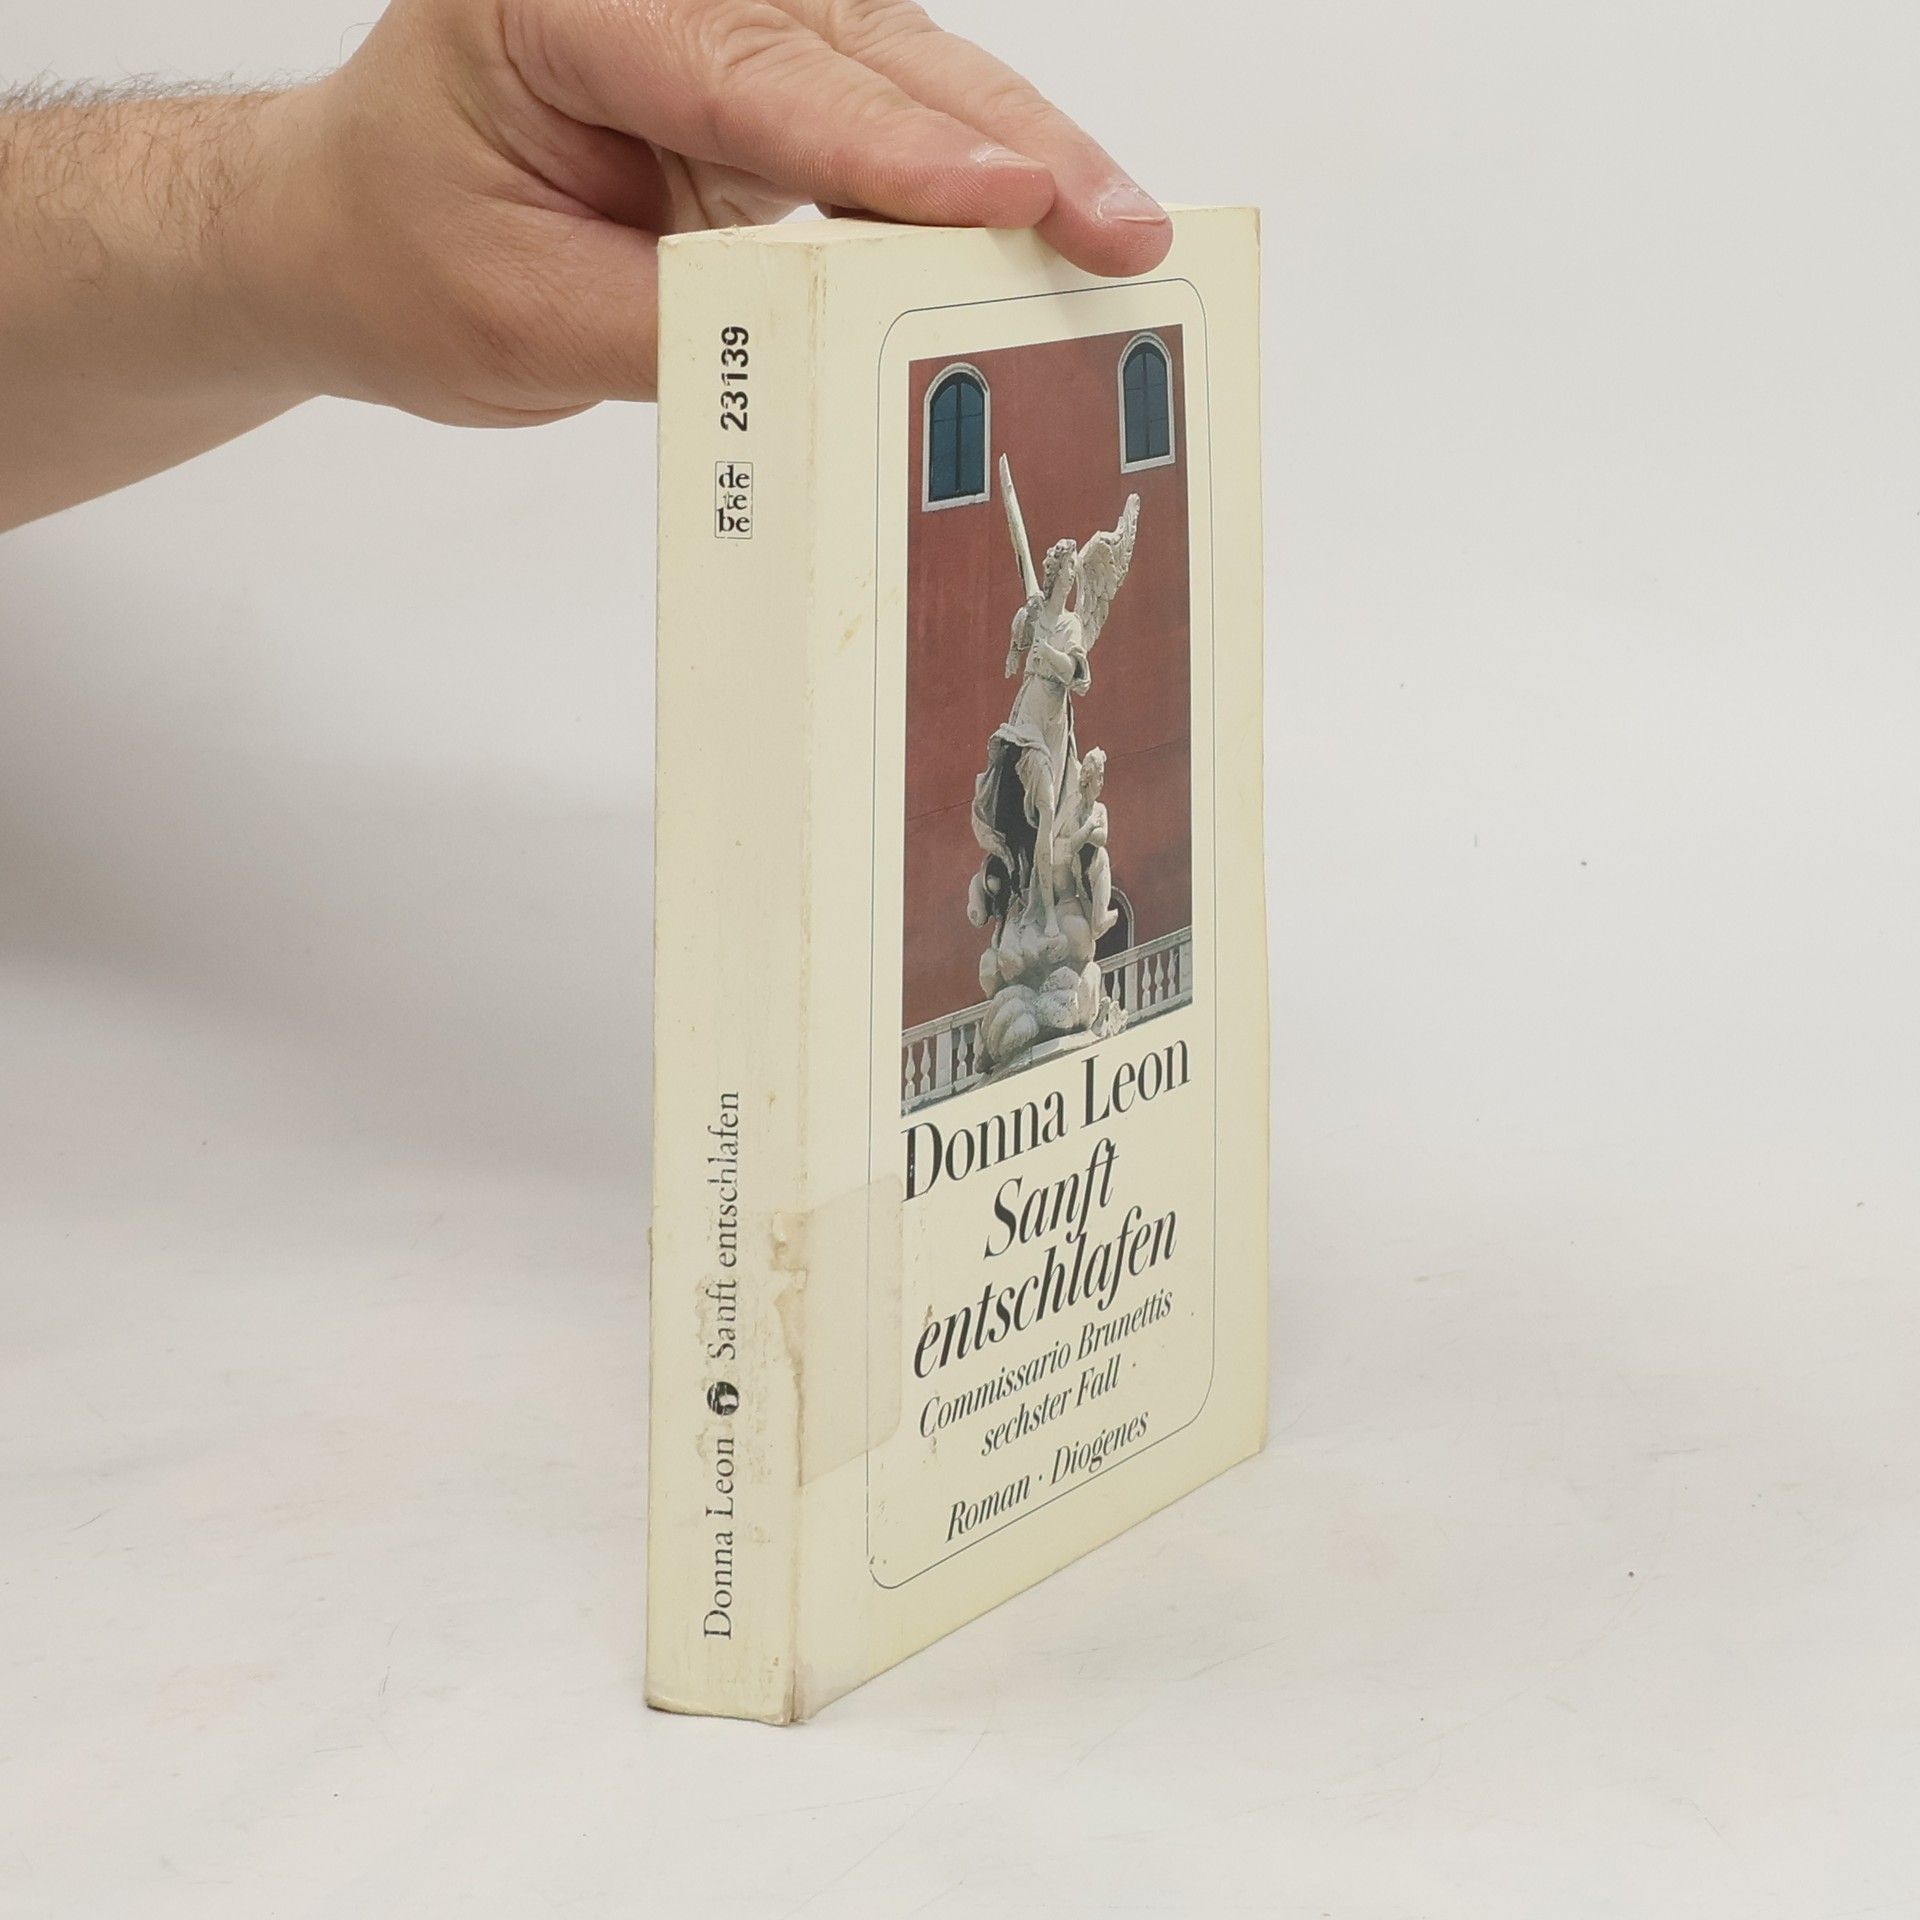 23139
de
te
be
Donna Leon Sanft entschlafen
Donna Leon
Sanft
entschlafen
Commissario Brunettis
sechster Fall
Roman · Diogenes